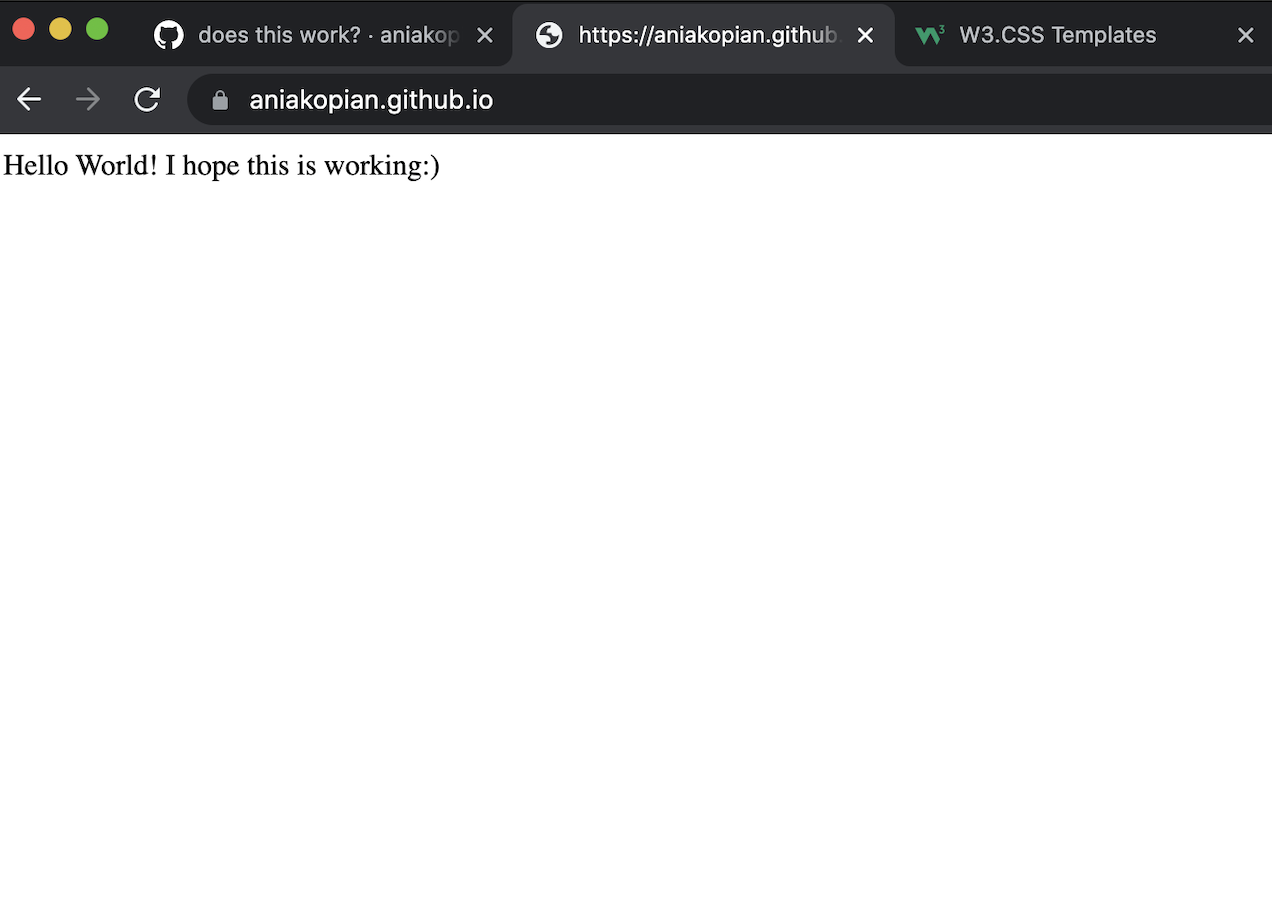 does this work? · aniakop
https://aniakopian.github.
W3.CSS Templates
aniakopian.github.io
Hello World! I hope this is working:)